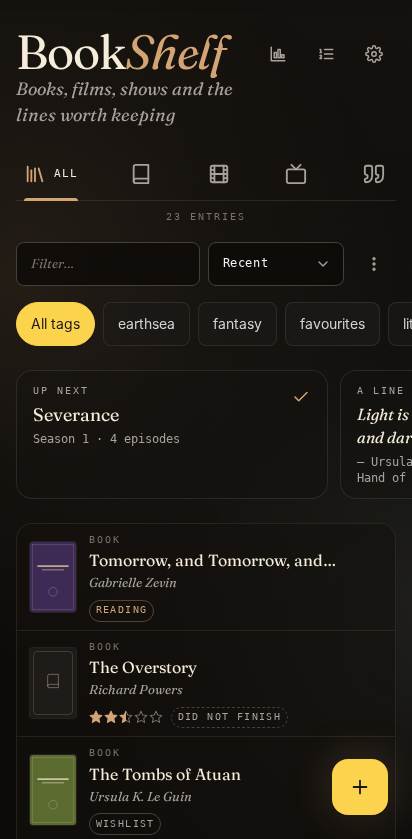 BookShelf
Books, films, shows and the
lines worth keeping
ALL
23 ENTRIES
Filter...
Recent
All tags
earthsea
fantasy
favourites
lit
UP NEXT
Severance
Season 1 · 4 episodes
A LINE
Light is
and dar
— Ursula
Hand of
BOOK
Tomorrow, and Tomorrow, and...
Gabrielle Zevin
READING
BOOK
The Overstory
Richard Powers
DID NOT FINISH
BOOK
The Tombs of Atuan
Ursula K. Le Guin
WISHLIST